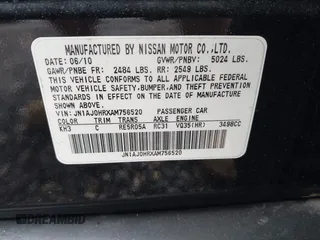 MANUFACTURED BY NISSAN MOTOR CO.,LTD.
DATE: 06/10 GVWR/PNBV: 5024 LBS.
GAWR/PNBE FR: 2484 LBS. RR: 2549 LBS.
THIS VEHICLE CONFORMS TO ALL APPLICABLE FEDERAL
MOTOR VEHICLE SAFETY,BUMPER,AND THEFT PREVENTION
STANDARDS IN EFFECT ON THE DATE OF MANUFACTURE
SHOWN ABOVE.
VIN:JN1AJ0HRXAM756520 PASSENGER CAR
COLOR TRIM TRANS AXLE ENGINE
KH3 C RE5R05A RC31 VQ35(HR) 3498CC
JN1AJ0HRXAM756520
DREAMBID